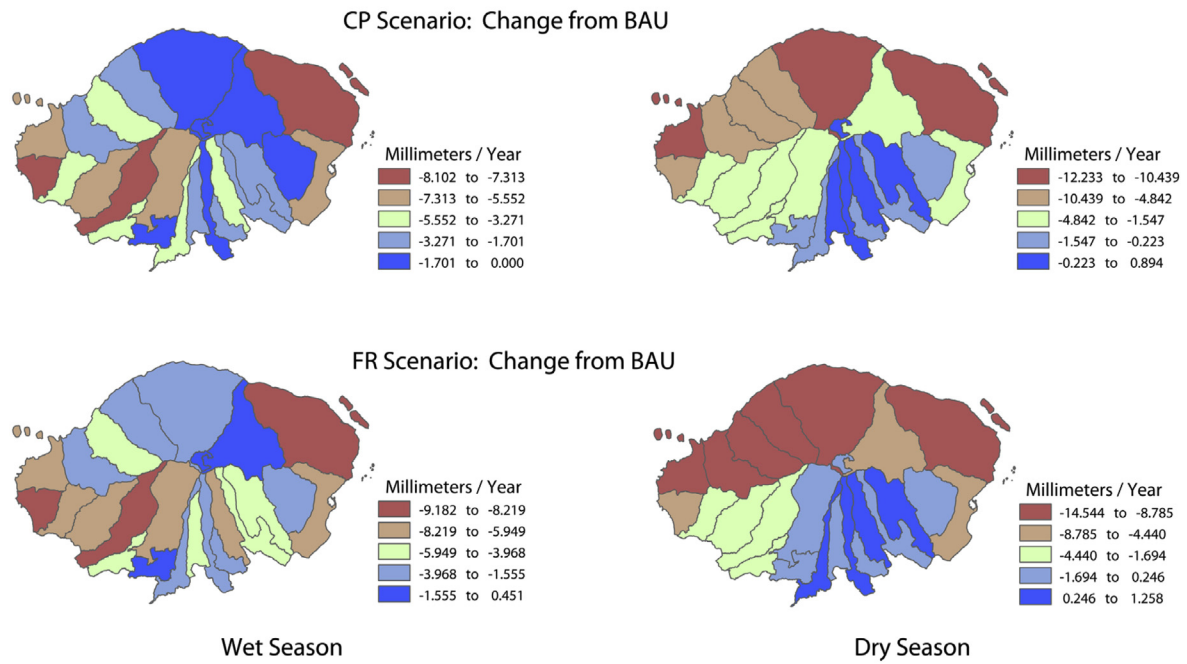 CP Scenario: Change from BAU
Millimeters / Year
-8.102 to -7.313
-7.313 to -5.552
-5.552 to -3.271
-3.271 to -1.701
-1.701 to 0.000
Millimeters / Year
-12.233 to -10.439
-10.439 to -4.842
-4.842 to -1.547
-1.547 to -0.223
-0.223 to 0.894
FR Scenario: Change from BAU
Millimeters / Year
-9.182 to -8.219
-8.219 to -5.949
-5.949 to -3.968
-3.968 to -1.555
-1.555 to 0.451
Millimeters / Year
-14.544 to -8.785
-8.785 to -4.440
-4.440 to -1.694
-1.694 to 0.246
0.246 to 1.258
Wet Season
Dry Season